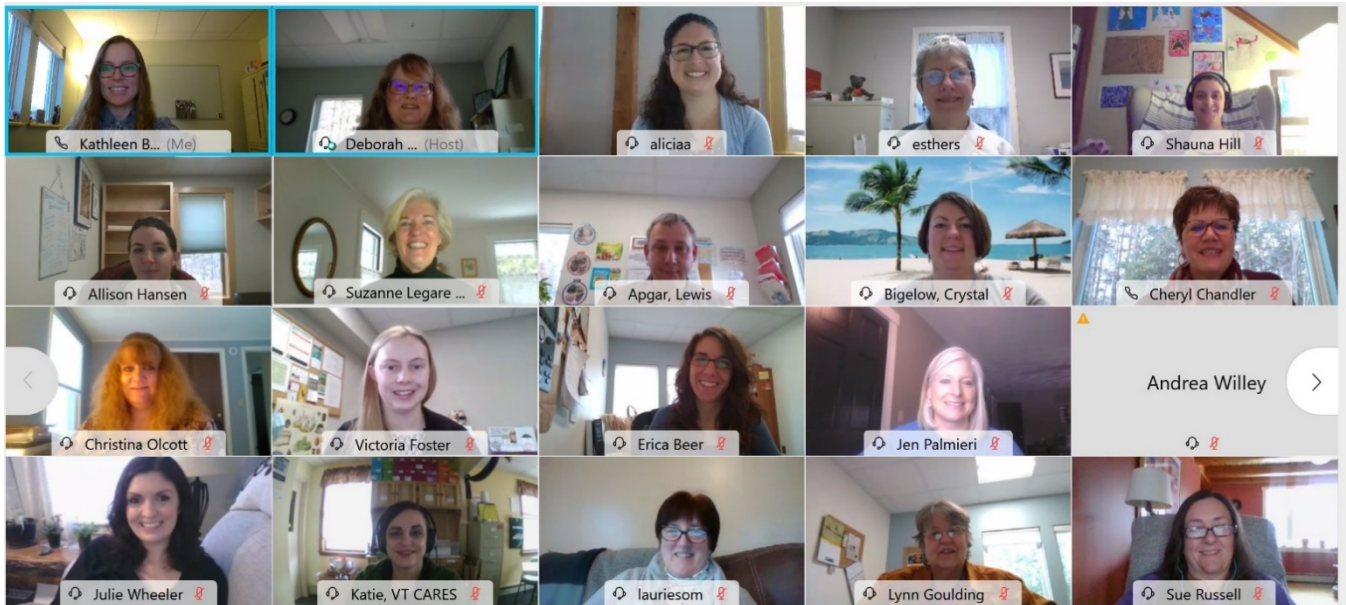 Kathleen B... (Me)
Deborah ... (Host)
aliciaa
esthers
Shauna Hill
Allison Hansen
Suzanne Legare ...
Apgar, Lewis
Bigelow, Crystal
Cheryl Chandler
Christina Olcott
Victoria Foster
Erica Beer
Jen Palmieri
Andrea Willey
Julie Wheeler
Katie, VT CARES
lauriesom
Lynn Goulding
Sue Russell